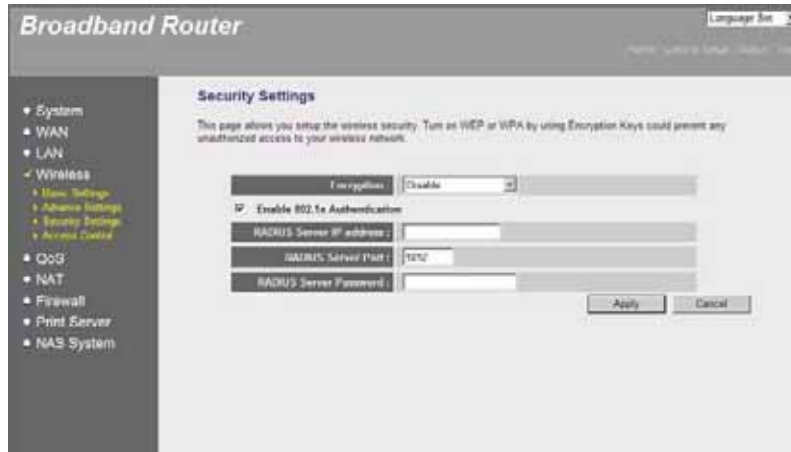 Broadband Router
Language
System
WAN
LAN
Wireless
Basic Settings
Advance Settings
Security Settings
Access Control
QoS
NAT
Firewall
Print Server
NAS System
Security Settings
This page allows you setup the wireless security. Turn on WEP or WPA by using Encryption Keys could prevent any
unauthorized access to your wireless network.
Encryption : Disable
Enable 802.1x Authentication
RADIUS Server IP address :
RADIUS Server Port : 1812
RADIUS Server Password :
Apply Cancel